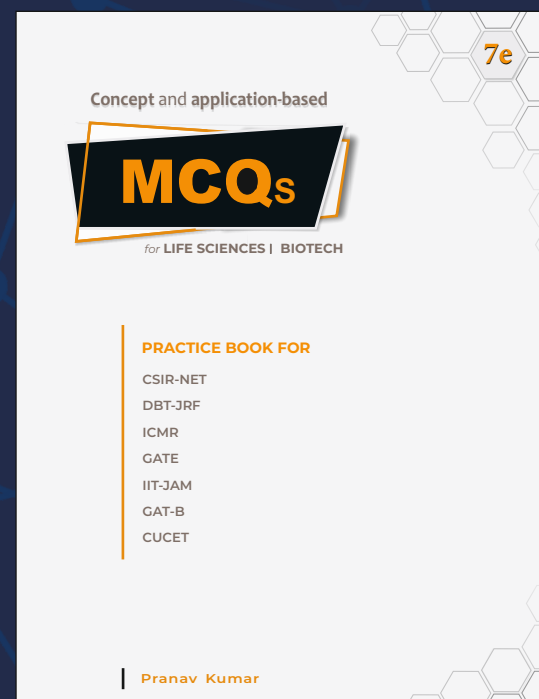 7e
Concept and application-based
MCQs
for LIFE SCIENCES | BIOTECH
PRACTICE BOOK FOR
CSIR-NET
DBT-JRF
ICMR
GATE
IIT-JAM
GAT-B
CUCET
Pranav Kumar